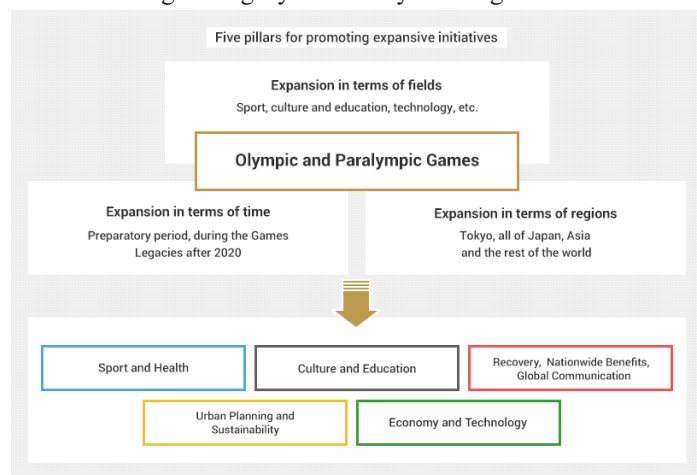 Five pillars for promoting expansive initiatives
Expansion in terms of fields
Sport, culture and education, technology, etc.
Olympic and Paralympic Games
Expansion in terms of time
Preparatory period, during the Games
Legacies after 2020
Expansion in terms of regions
Tokyo, all of Japan, Asia
and the rest of the world
Sport and Health
Culture and Education
Recovery, Nationwide Benefits,
Global Communication
Urban Planning and
Sustainability
Economy and Technology